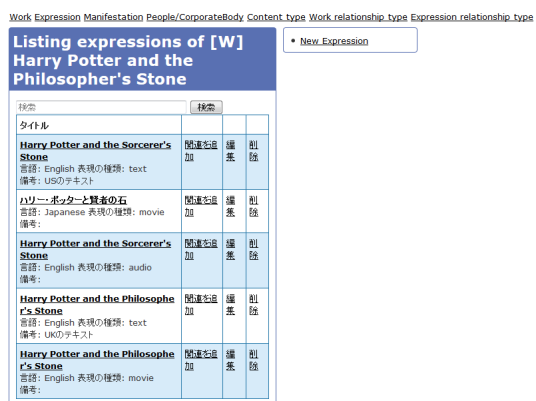 Work Expression Manifestation People/CorporateBody Content type Work relationship type Expression relationship type
Listing expressions of [W]
Harry Potter and the
Philosopher's Stone
New Expression
検索 検索
タイトル
Harry Potter and the Sorcerer's 関連を追 編 削
Stone 加 集 除
言語: English 表現の種類: text
備考: USのテキスト
ハリー・ポッターと賢者の石 関連を追 編 削
言語: Japanese 表現の種類: movie 加 集 除
備考:
Harry Potter and the Sorcerer's 関連を追 編 削
Stone 加 集 除
言語: English 表現の種類: audio
備考:
Harry Potter and the Philosophe 関連を追 編 削
r's Stone 加 集 除
言語: English 表現の種類: text
備考: UKのテキスト
Harry Potter and the Philosophe 関連を追 編 削
r's Stone 加 集 除
言語: English 表現の種類: movie
備考: